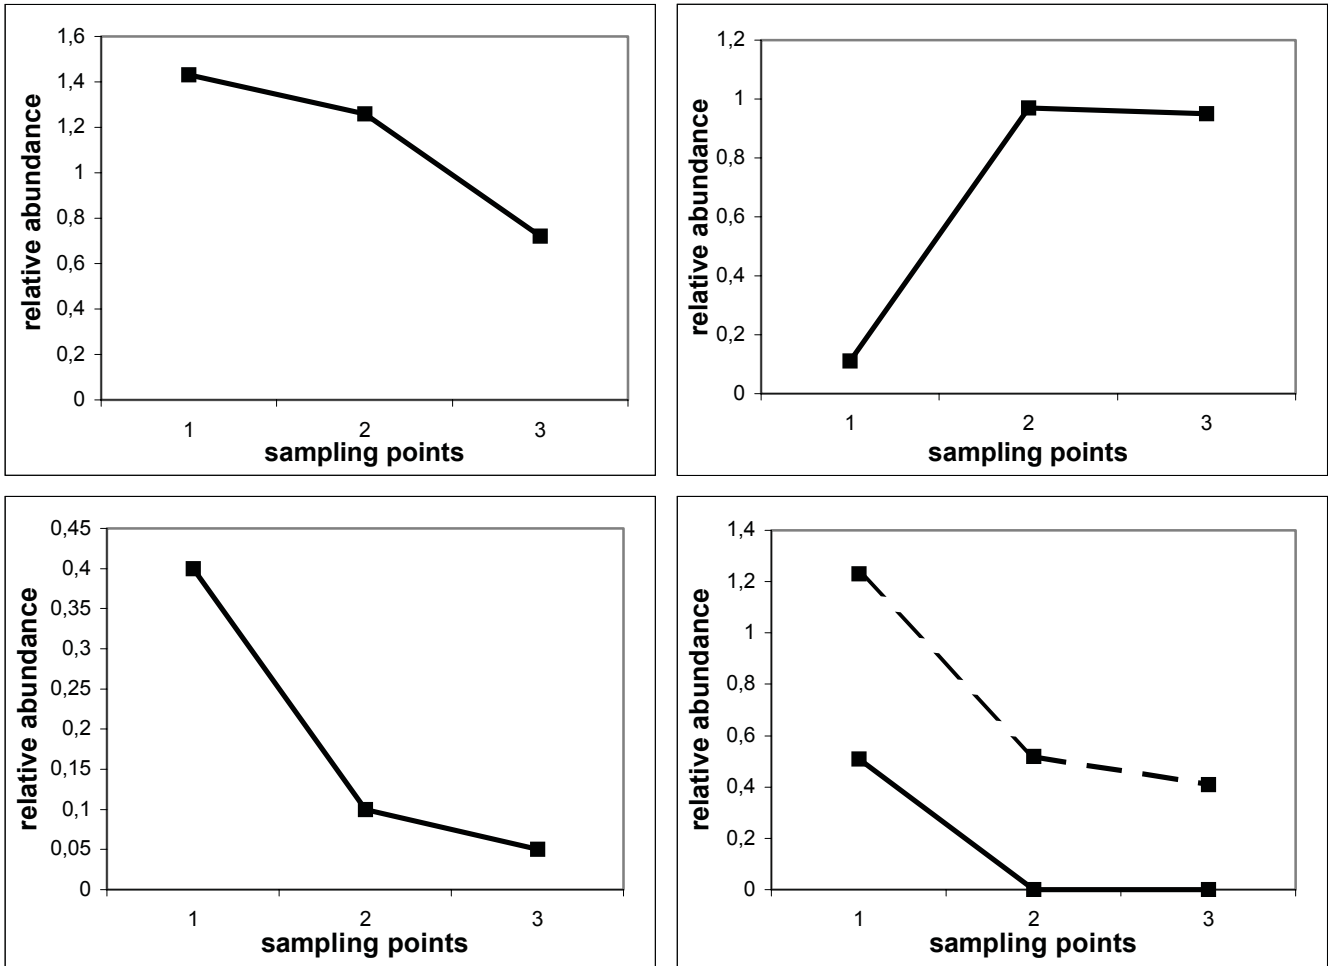 1,6
1,4
1,2
1
0,8
0,6
0,4
0,2
0
relative abundance
1 2 3
sampling points
1,2
1
0,8
0,6
0,4
0,2
0
relative abundance
1 2 3
sampling points
0,45
0,4
0,35
0,3
0,25
0,2
0,15
0,1
0,05
0
relative abundance
1 2 3
sampling points
1,4
1,2
1
0,8
0,6
0,4
0,2
0
relative abundance
1 2 3
sampling points